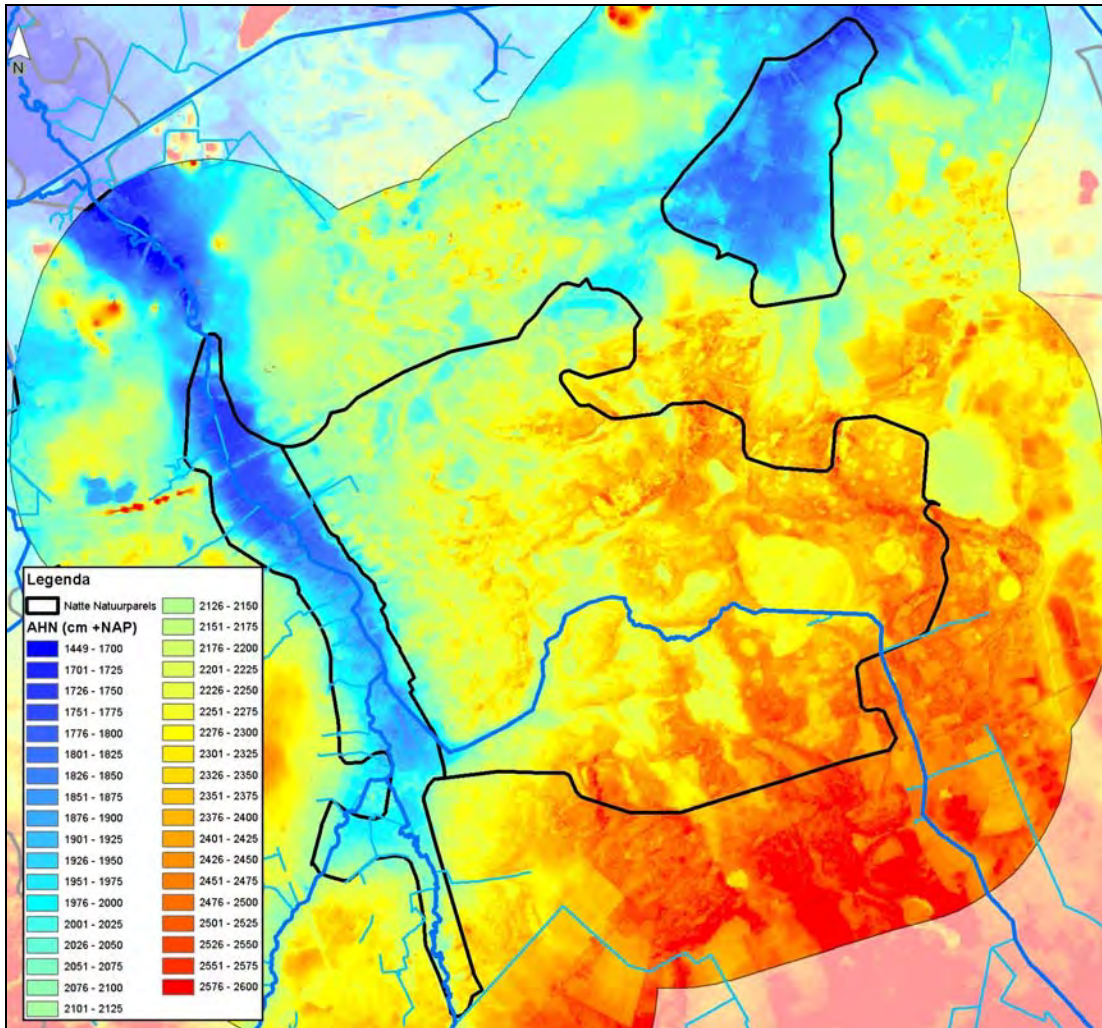 N
Legenda
Natte Natuurparels
AHN (cm +NAP)
1449 - 1700
1701 - 1725
1726 - 1750
1751 - 1775
1776 - 1800
1801 - 1825
1826 - 1850
1851 - 1875
1876 - 1900
1901 - 1925
1926 - 1950
1951 - 1975
1976 - 2000
2001 - 2025
2026 - 2050
2051 - 2075
2076 - 2100
2101 - 2125
2126 - 2150
2151 - 2175
2176 - 2200
2201 - 2225
2226 - 2250
2251 - 2275
2276 - 2300
2301 - 2325
2326 - 2350
2351 - 2375
2376 - 2400
2401 - 2425
2426 - 2450
2451 - 2475
2476 - 2500
2501 - 2525
2526 - 2550
2551 - 2575
2576 - 2600